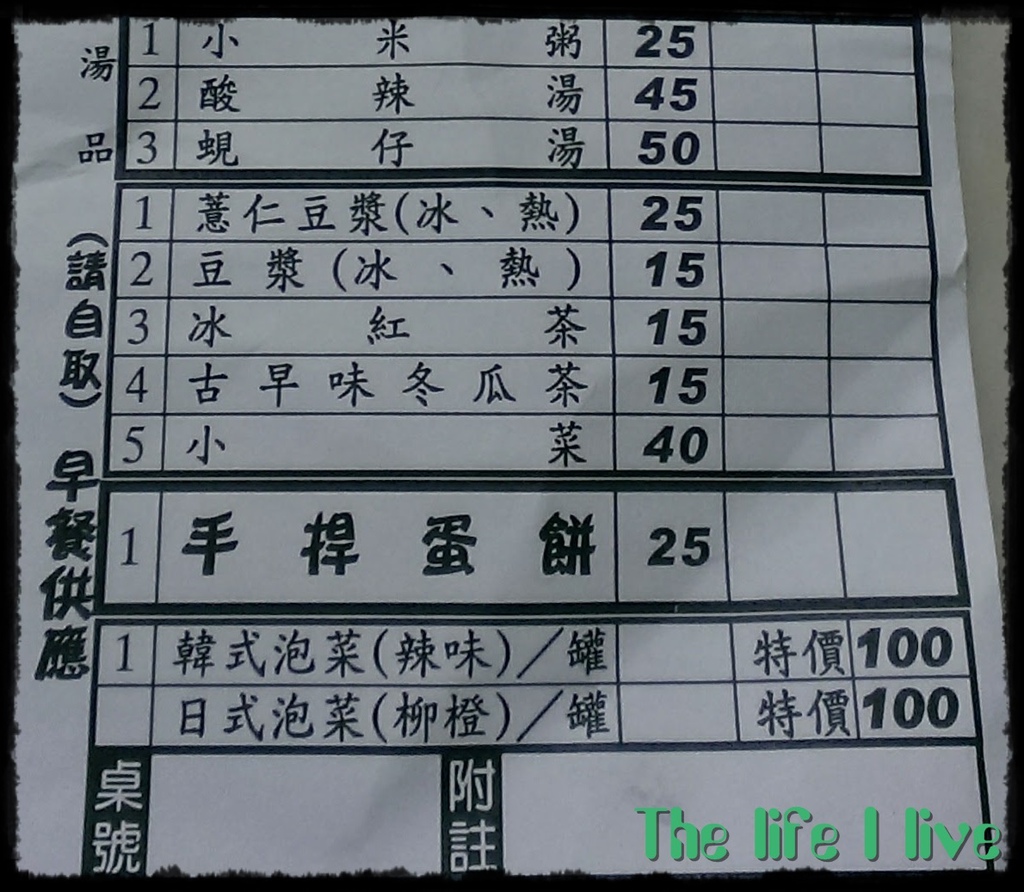 湯品
1 小米粥 25
2 酸辣湯 45
3 蜆仔湯 50
(請自取)
1 薏仁豆漿(冰、熱) 25
2 豆漿(冰、熱) 15
3 冰紅茶 15
4 古早味冬瓜茶 15
5 小菜 40
早餐供應
1 手捍蛋餅 25
1 韓式泡菜(辣味)/罐 特價 100
日式泡菜(柳橙)/罐 特價 100
桌號 附註
The life I live